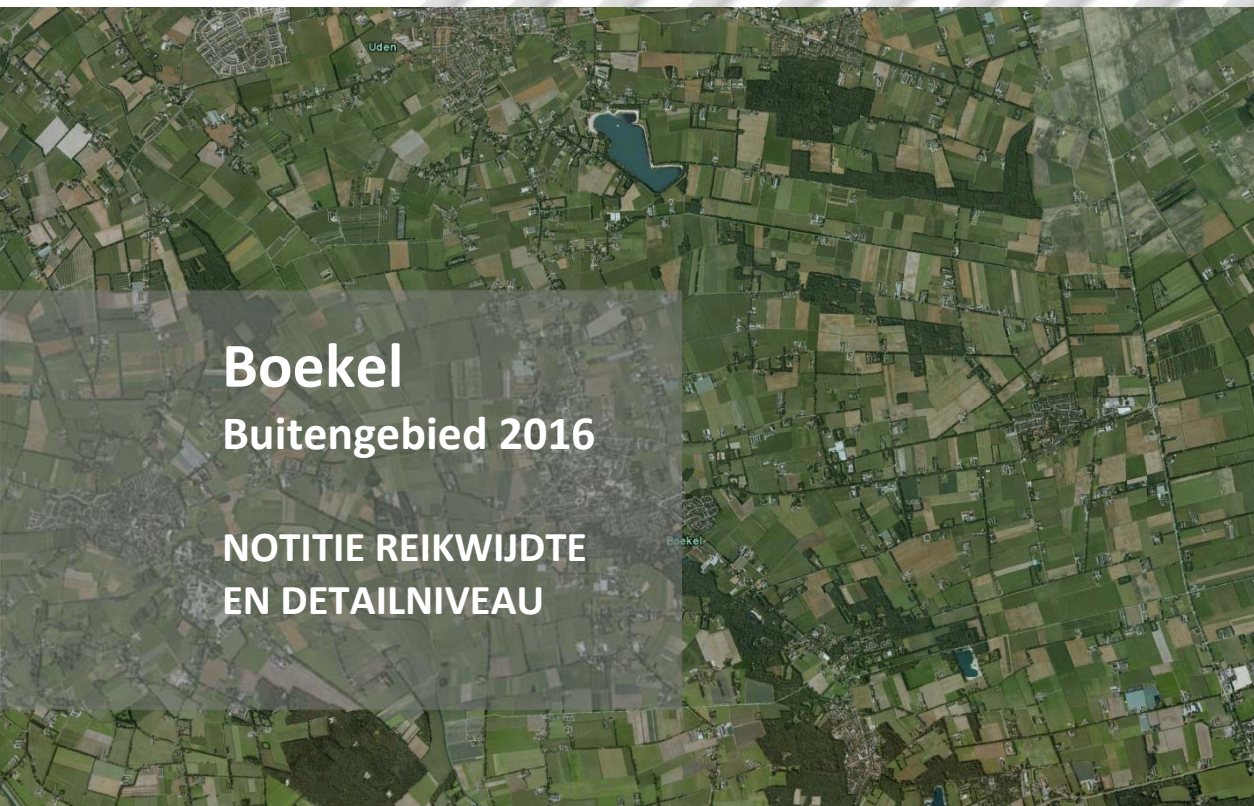 Uden
Boekel
Buitengebied 2016
NOTITIE REIKWIJDTE
Boekel
EN DETAILNIVEAU